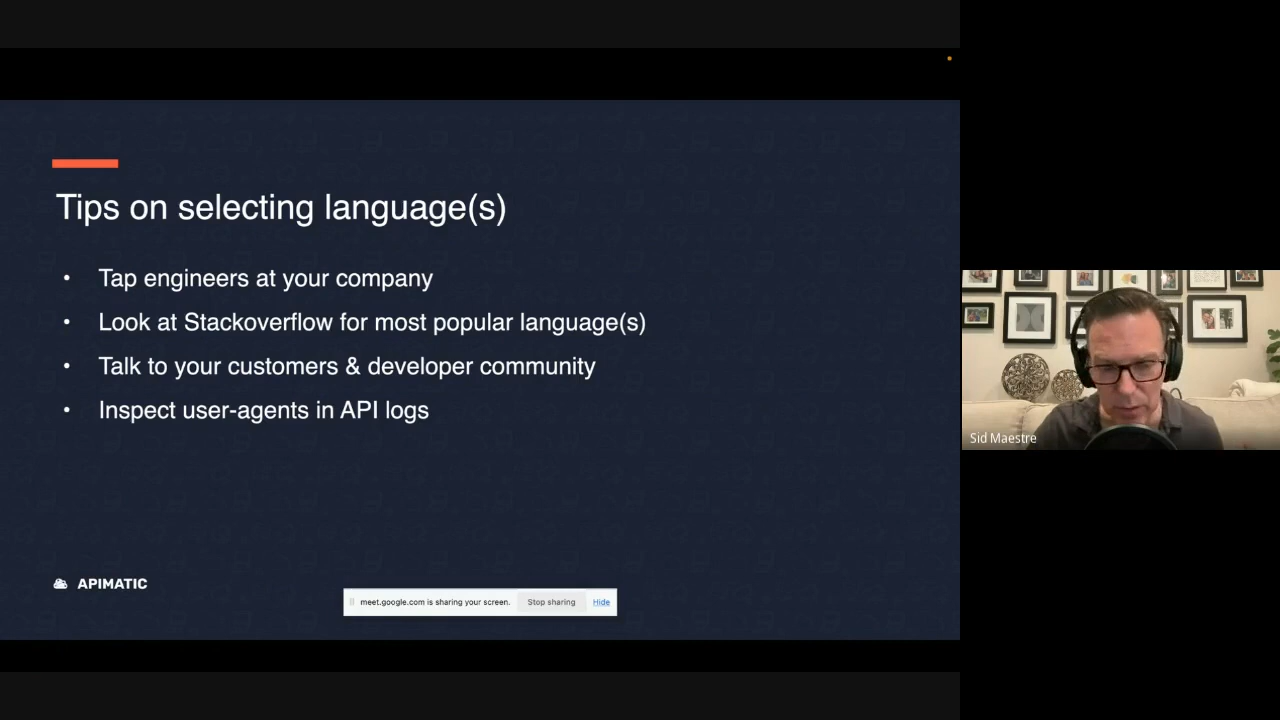 Tips on selecting language(s)
• Tap engineers at your company
• Look at Stackoverflow for most popular language(s)
• Talk to your customers & developer community
• Inspect user-agents in API logs
APIMATIC
meet.google.com is sharing your screen. Stop sharing Hide
Sid Maestre